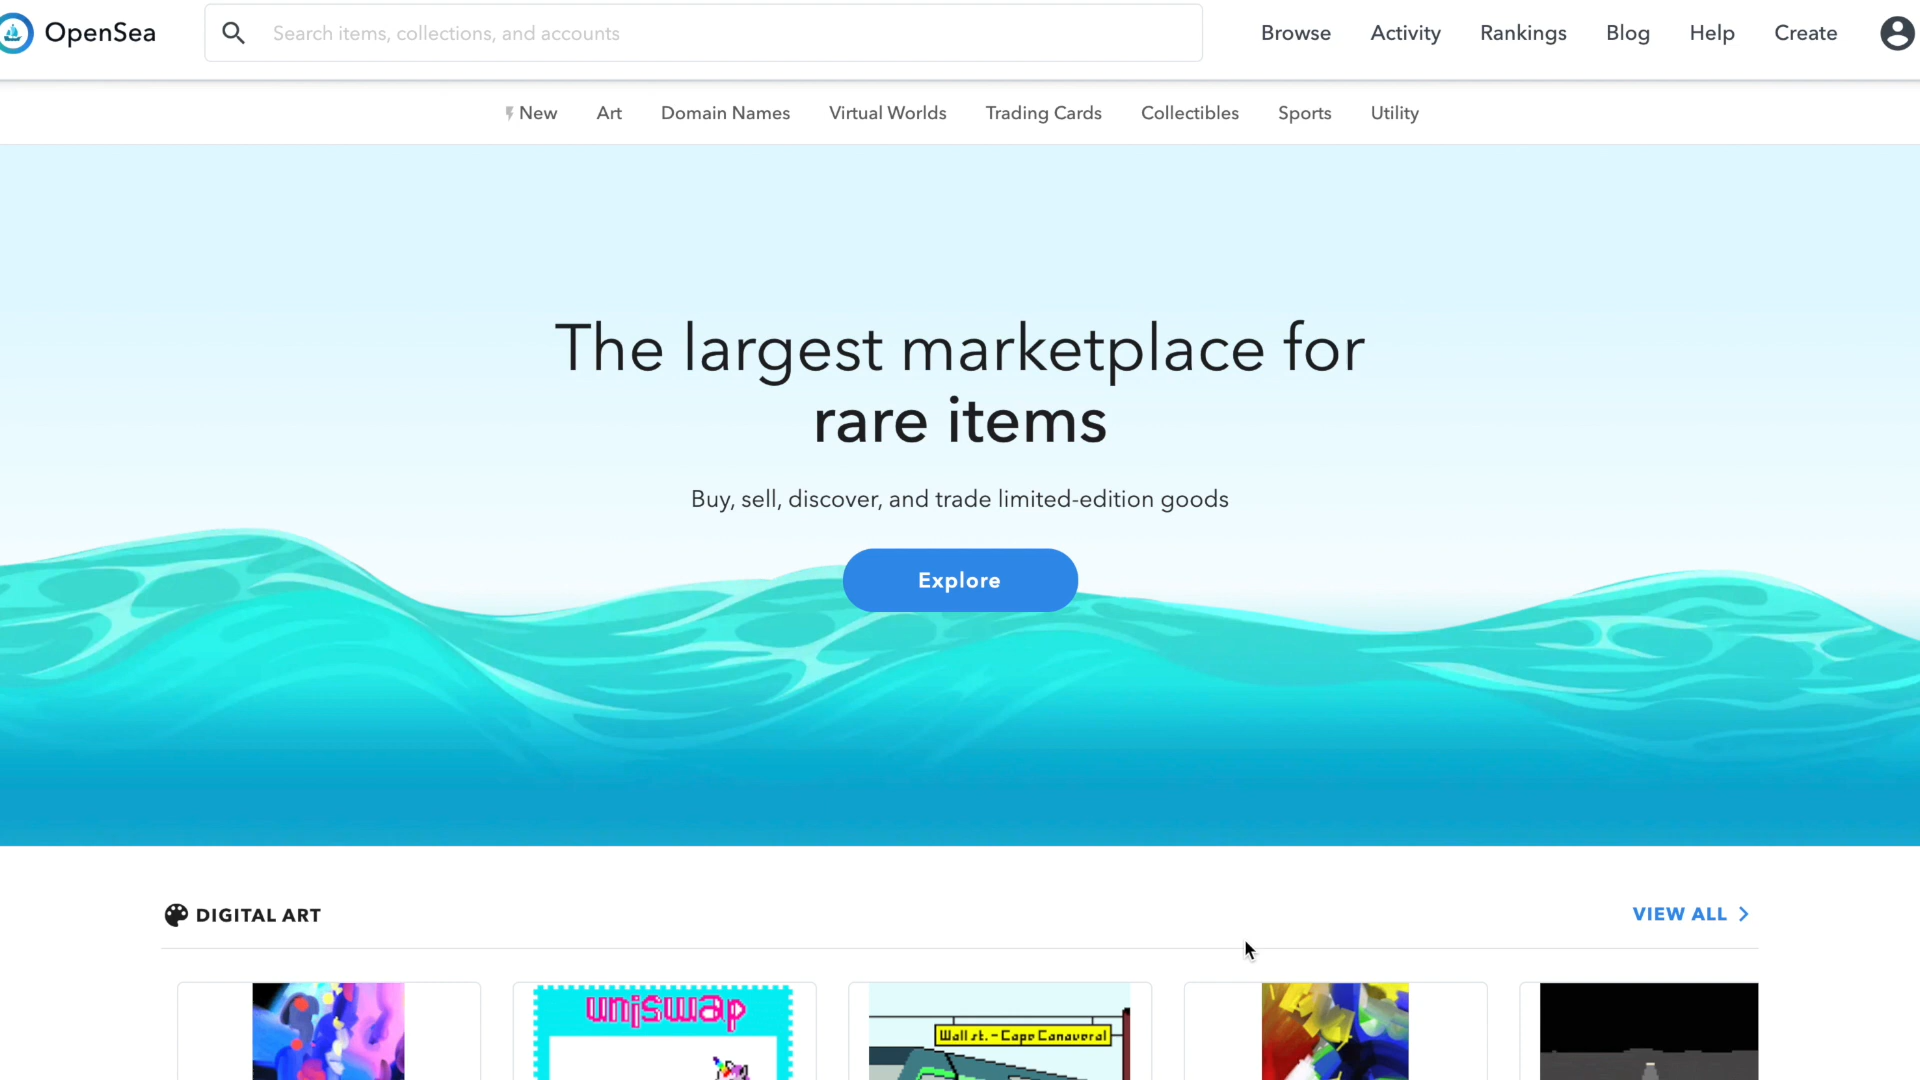 OpenSea
Search items, collections, and accounts
Browse
Activity
Rankings
Blog
Help
Create
New
Art
Domain Names
Virtual Worlds
Trading Cards
Collectibles
Sports
Utility
The largest marketplace for
rare items
Buy, sell, discover, and trade limited-edition goods
Explore
DIGITAL ART
VIEW ALL
uniswap
Wall st. - Cape Canaveral